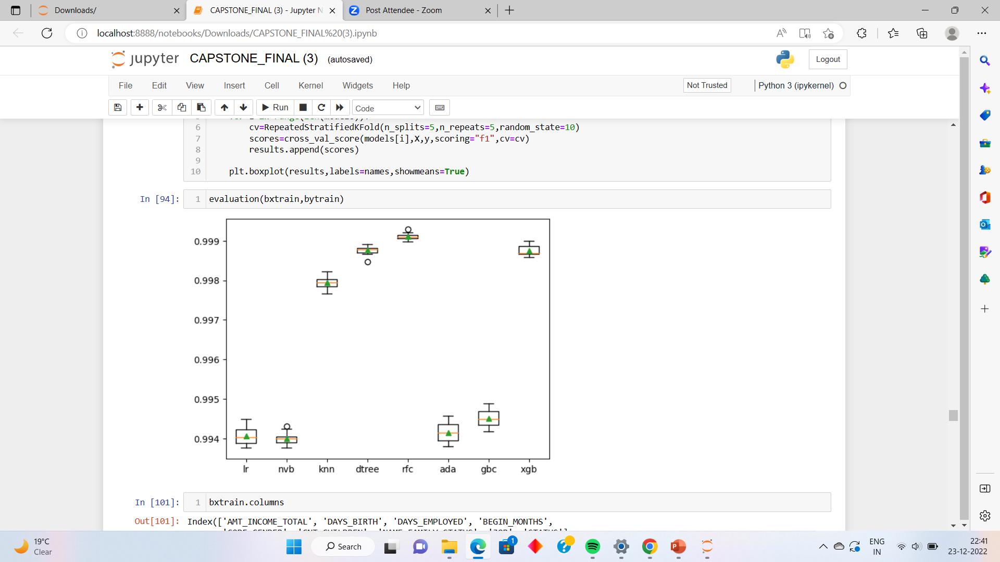 Downloads/
CAPSTONE_FINAL (3) - Jupyter N
Post Attendee - Zoom
localhost:8888/notebooks/Downloads/CAPSTONE_FINAL%20(3).ipynb
jupyter CAPSTONE_FINAL (3) (autosaved)
Logout
File Edit View Insert Cell Kernel Widgets Help
Not Trusted
Python 3 (ipykernel)
Run
Code
6 cv=RepeatedStratifiedKFold(n_splits=5,n_repeats=5,random_state=10)
7 scores=cross_val_score(models[i],X,y,scoring="f1",cv=cv)
8 results.append(scores)
9
10 plt.boxplot(results,labels=names,showmeans=True)
In [94]: 1 evaluation(bxtrain,bytrain)
0.999
0.998
0.997
0.996
0.995
0.994
lr nvb knn dtree rfc ada gbc xgb
In [101]: 1 bxtrain.columns
Out[101]: Index(['AMT_INCOME_TOTAL', 'DAYS_BIRTH', 'DAYS_EMPLOYED', 'BEGIN_MONTHS',
19°C
Clear
Search
1
ENG
IN
22:41
23-12-2022